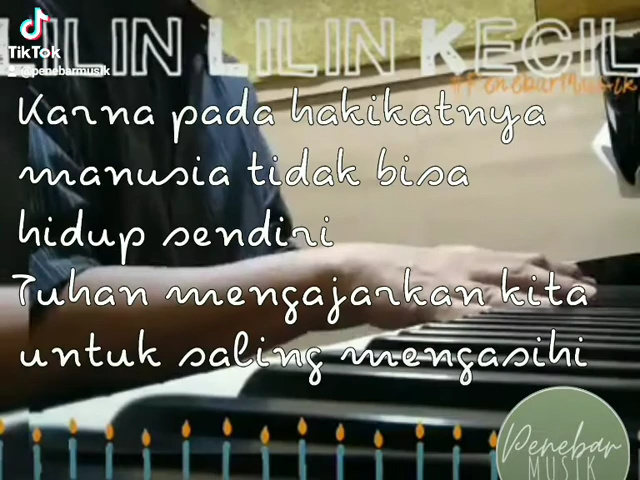 LILIN LILIN KECIL
TikTok
@penebarmusik
#PenebarMusik
Karna pada hakikatnya
manusia tidak bisa
hidup sendiri
Tuhan mengajarkan kita
untuk saling mengasihi
Penebar
MUSIK